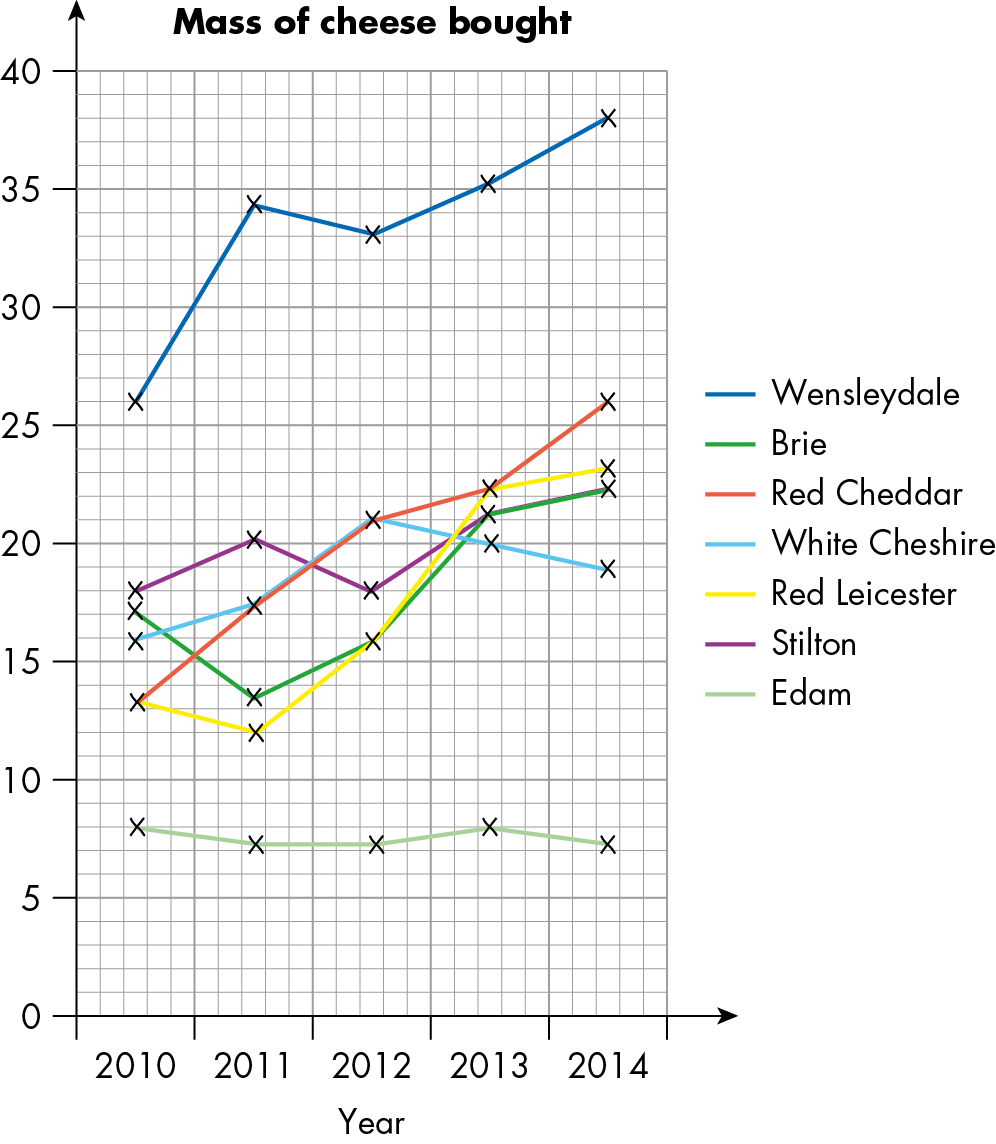 Mass of cheese bought
40
35
30
25
20
15
10
5
0
2010 2011 2012 2013 2014
Year
Wensleydale
Brie
Red Cheddar
White Cheshire
Red Leicester
Stilton
Edam